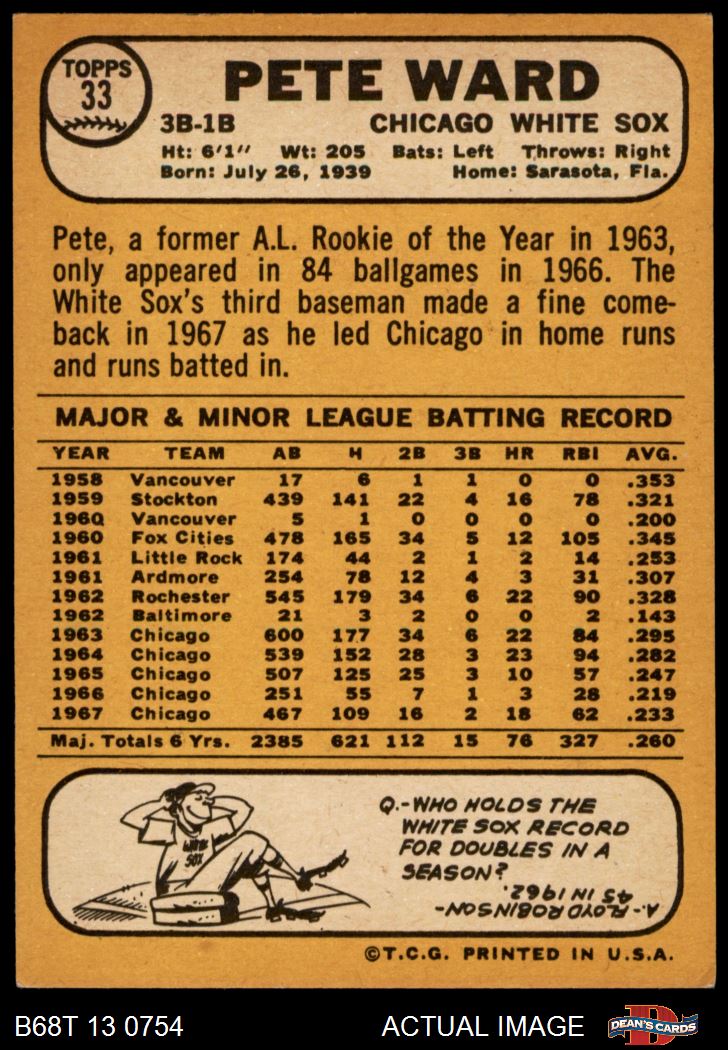 TOPPS
33
PETE WARD
3B-1B CHICAGO WHITE SOX
Ht: 6'1" Wt: 205 Bats: Left Throws: Right
Born: July 26, 1939 Home: Sarasota, Fla.
Pete, a former A.L. Rookie of the Year in 1963,
only appeared in 84 ballgames in 1966. The
White Sox's third baseman made a fine come-
back in 1967 as he led Chicago in home runs
and runs batted in.
MAJOR & MINOR LEAGUE BATTING RECORD
YEAR TEAM AB H 2B 3B HR RBI AVG.
1958 Vancouver 17 6 1 1 0 0 .353
1959 Stockton 439 141 22 4 16 78 .321
1960 Vancouver 5 1 0 0 0 0 .200
1960 Fox Cities 478 165 34 5 12 105 .345
1961 Little Rock 174 44 2 1 2 14 .253
1961 Ardmore 254 78 12 4 3 31 .307
1962 Rochester 545 179 34 6 22 90 .328
1962 Baltimore 21 3 2 0 0 2 .143
1963 Chicago 600 177 34 6 22 84 .295
1964 Chicago 539 152 28 3 23 94 .282
1965 Chicago 507 125 25 3 10 57 .247
1966 Chicago 251 55 7 1 3 28 .219
1967 Chicago 467 109 16 2 18 62 .233
Maj. Totals 6 Yrs. 2385 621 112 15 76 327 .260
WHITE
SOX
Q.-WHO HOLDS THE
WHITE SOX RECORD
FOR DOUBLES IN A
SEASON?
A.-FLOYD ROBINSON-
45 IN 1962.
©T.C.G. PRINTED IN U.S.A.
B68T 13 0754 ACTUAL IMAGE
D
DEAN'S CARDS